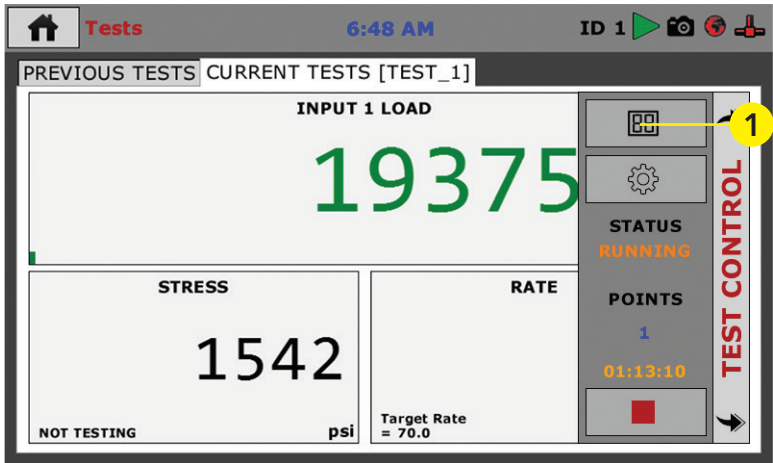 Tests
6:48 AM
ID 1
PREVIOUS TESTS
CURRENT TESTS [TEST_1]
INPUT 1 LOAD
19375
1
STATUS
RUNNING
POINTS
1
01:13:10
TEST CONTROL
STRESS
1542
NOT TESTING
psi
RATE
Target Rate
= 70.0